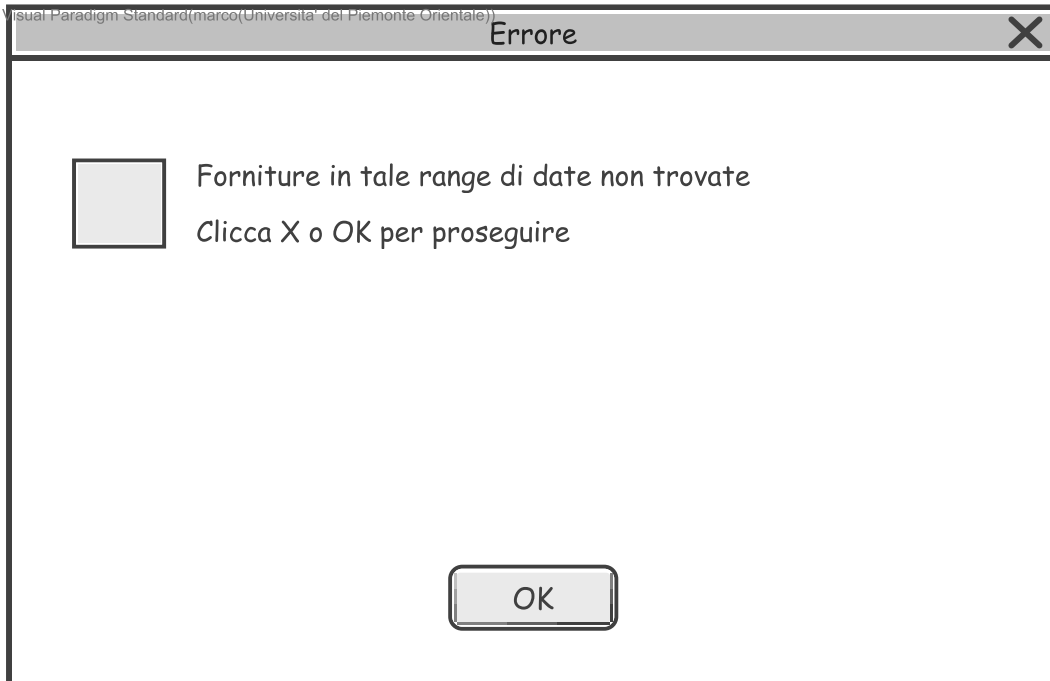 Visual Paradigm Standard(marco(Universita' del Piemonte Orientale))
Errore
Forniture in tale range di date non trovate
Clicca X o OK per proseguire
OK